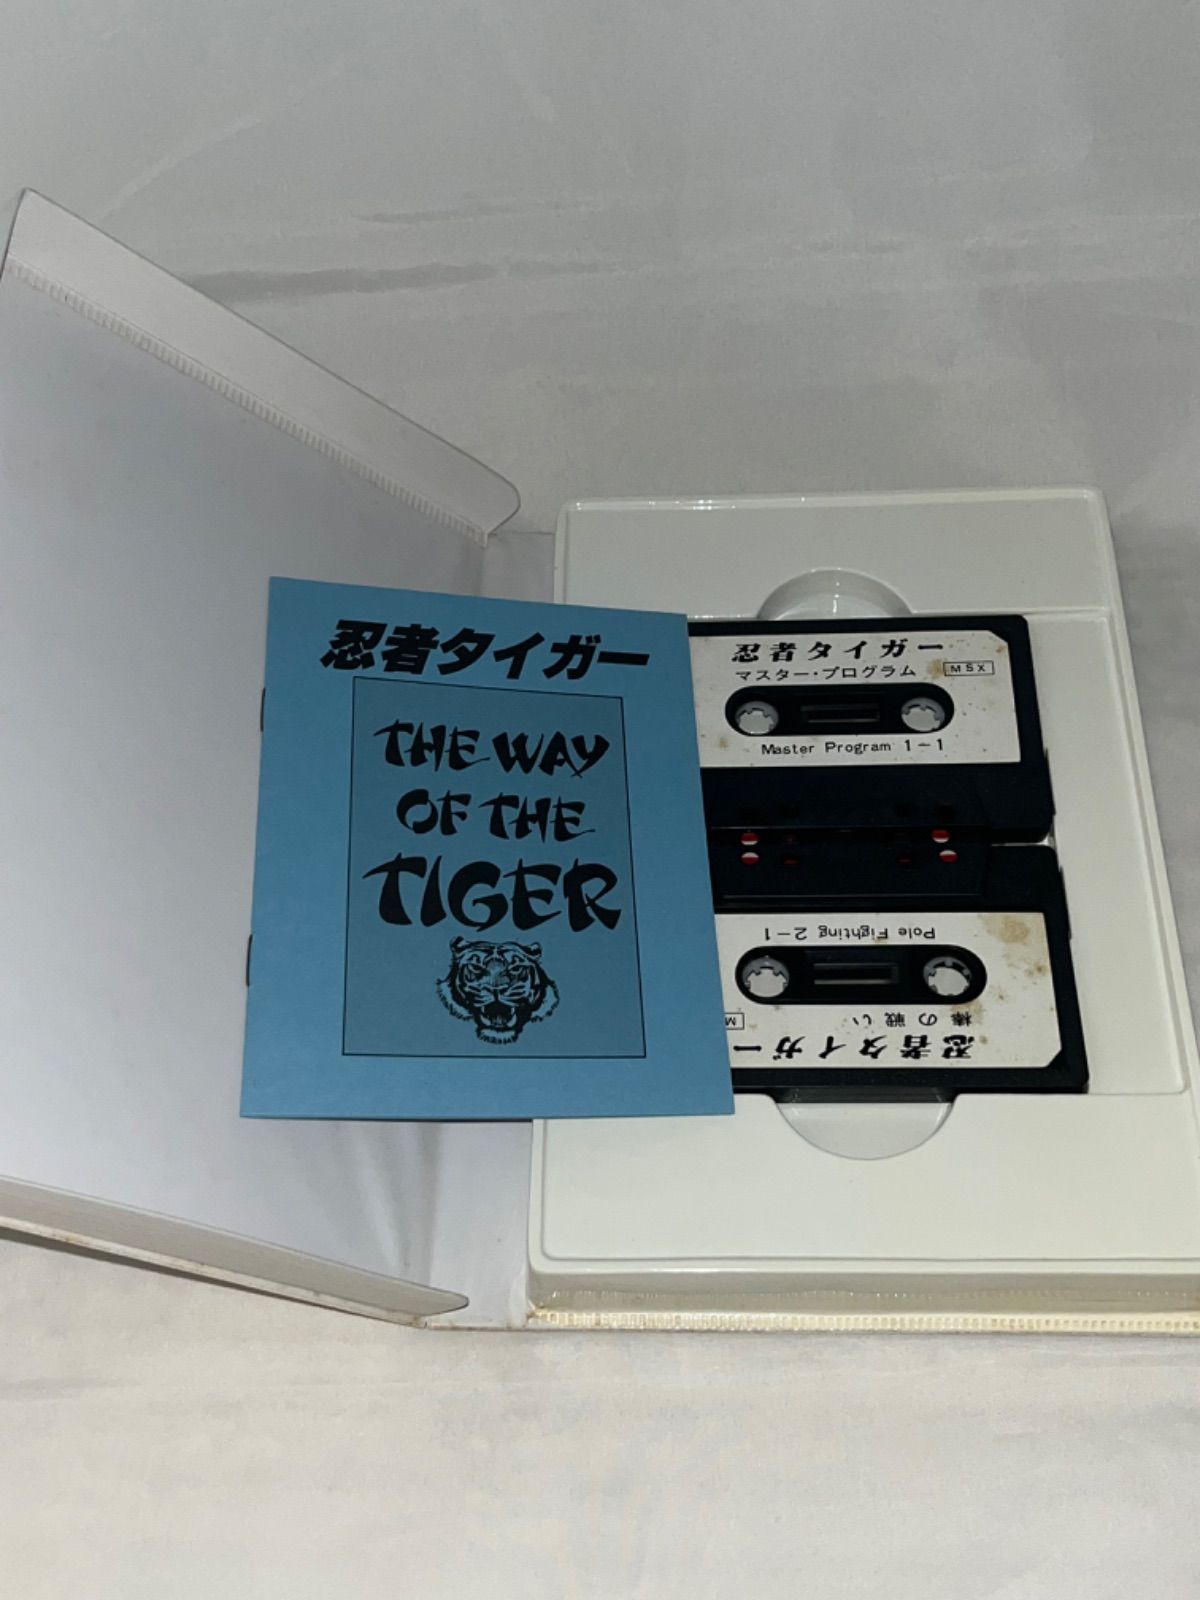 忍者タイガー
THE WAY
OF THE
TIGER
忍者タイガー
マスター・プログラム
MSX
Master Program 1-1
忍者タイガー
棒の戦い
M
Pole Fighting 2-1